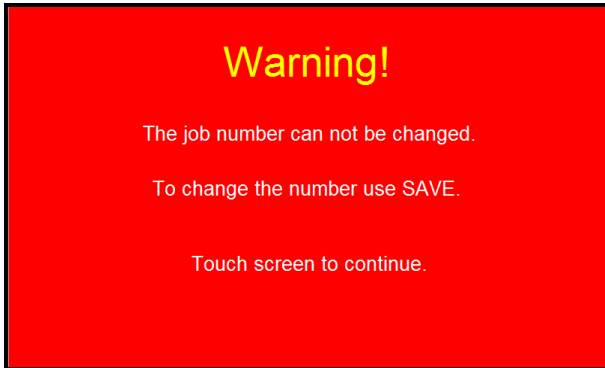 Warning!
The job number can not be changed.
To change the number use SAVE.
Touch screen to continue.